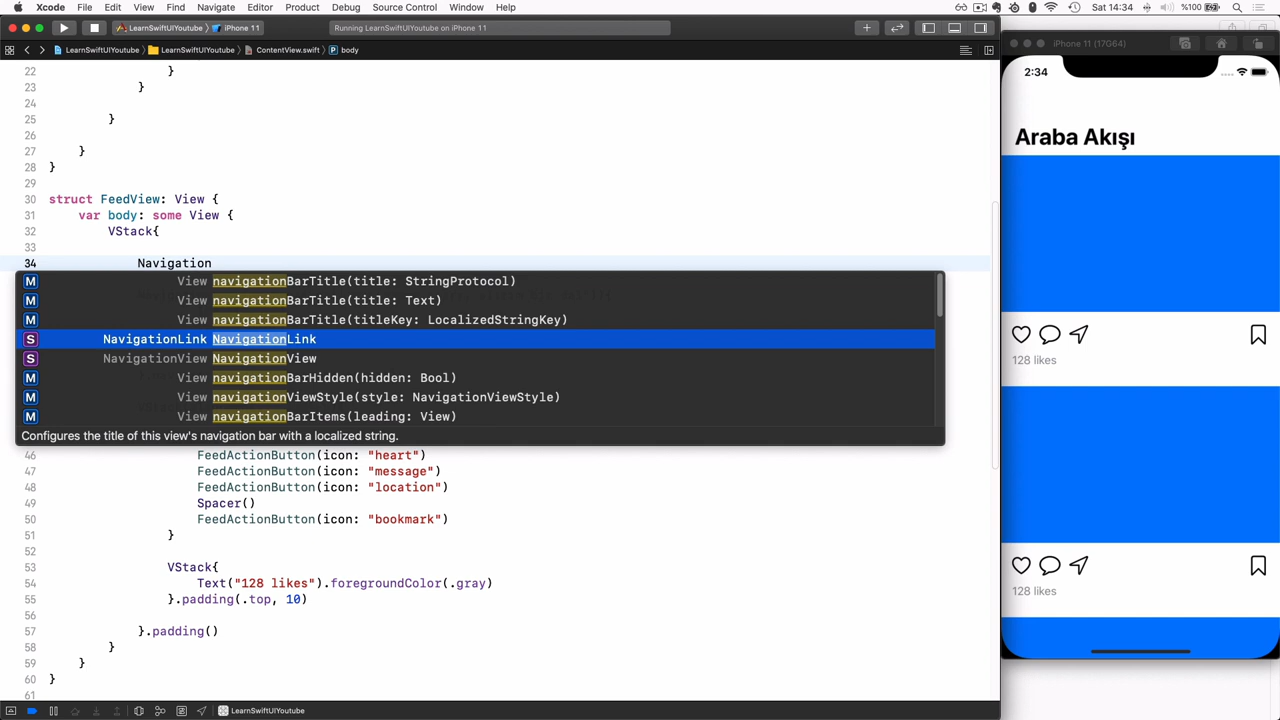 Xcode File Edit View Find Navigate Editor Product Debug Source Control Window Help Sat 14:34 %100
LearnSwiftUIYoutube iPhone 11 Running LearnSwiftUIYoutube on iPhone 11
LearnSwiftUIYoutube LearnSwiftUIYoutube ContentView.swift body
22 }
23 }
24
25 }
26
27 }
28 }
29
30 struct FeedView: View {
31 var body: some View {
32 VStack{
33
34 Navigation
M View navigationBarTitle(title: StringProtocol)
M View navigationBarTitle(title: Text)
M View navigationBarTitle(titleKey: LocalizedStringKey)
S NavigationLink NavigationLink
S NavigationView NavigationView
M View navigationBarHidden(hidden: Bool)
M View navigationViewStyle(style: NavigationViewStyle)
M View navigationBarItems(leading: View)
Configures the title of this view's navigation bar with a localized string.
46 FeedActionButton(icon: "heart")
47 FeedActionButton(icon: "message")
48 FeedActionButton(icon: "location")
49 Spacer()
50 FeedActionButton(icon: "bookmark")
51 }
52
53 VStack{
54 Text("128 likes").foregroundColor(.gray)
55 }.padding(.top, 10)
56
57 }.padding()
58 }
59 }
60 }
61
LearnSwiftUIYoutube
iPhone 11 (17G64)
2:34
Araba Akışı
128 likes
128 likes